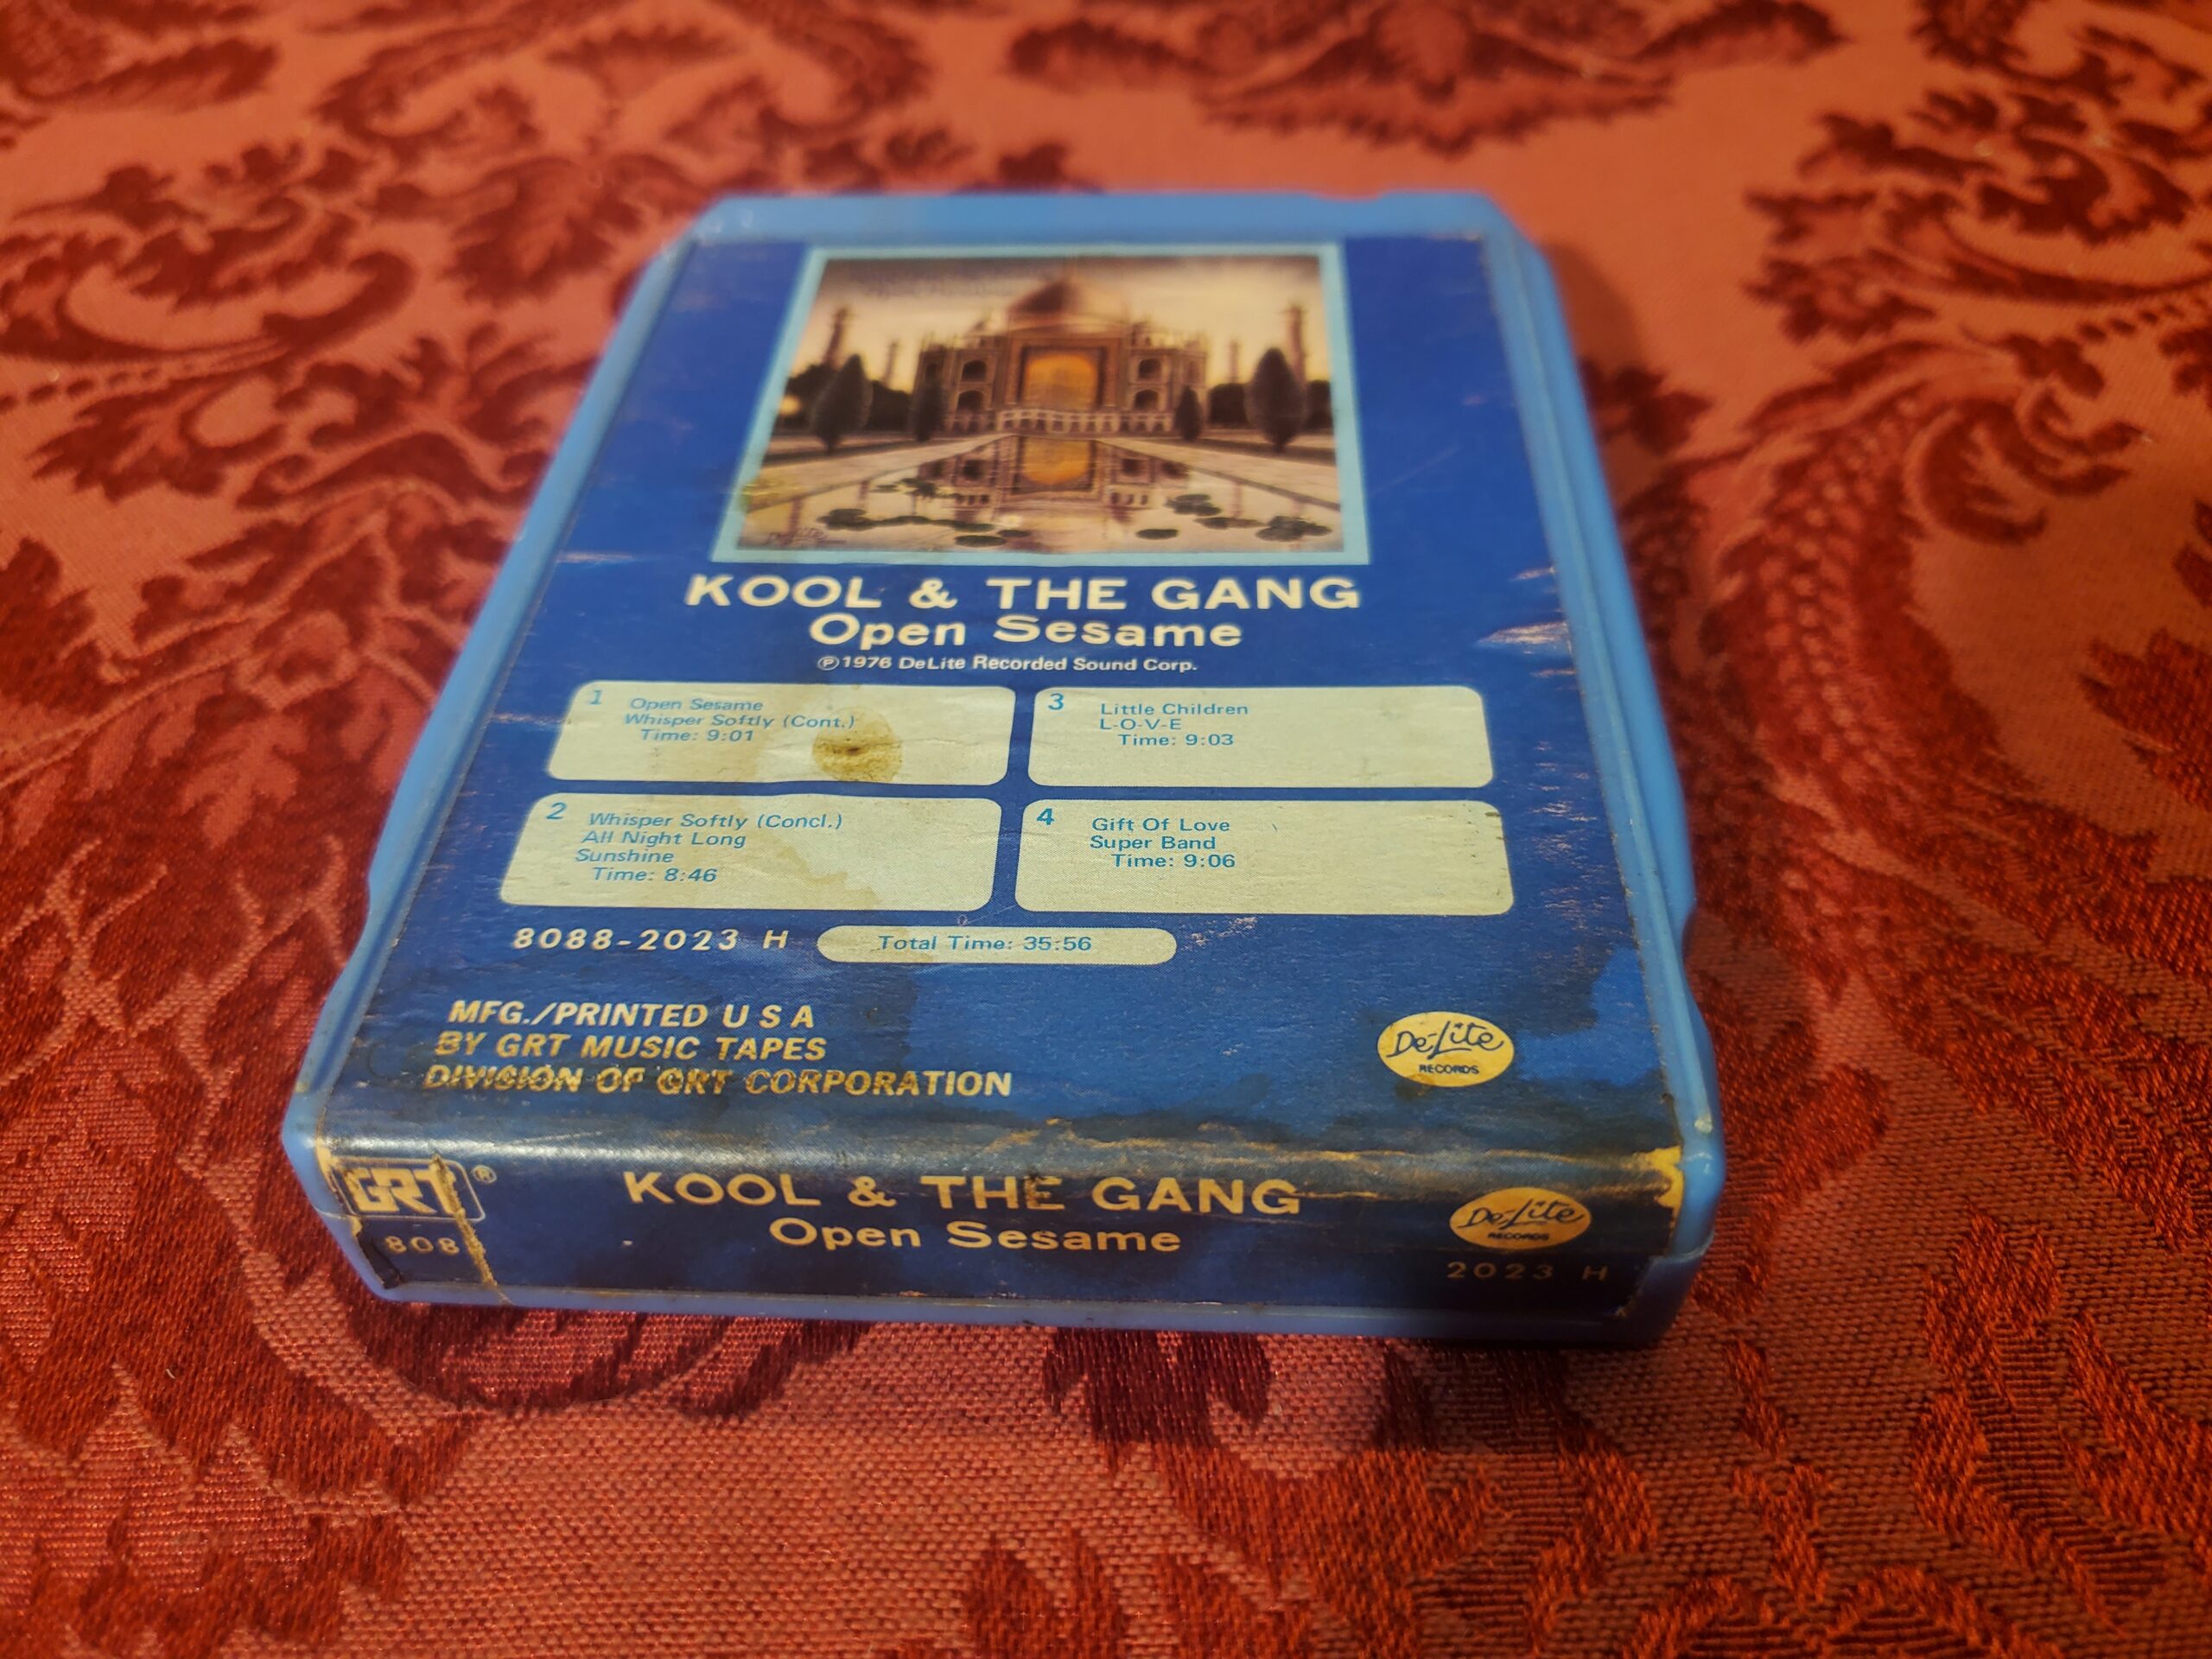 KOOL & THE GANG
Open Sesame
℗1976 DeLite Recorded Sound Corp.
1
Open Sesame
Whisper Softly (Cont.)
Time: 9:01
2
Whisper Softly (Concl.)
All Night Long
Sunshine
Time: 8:46
3
Little Children
L-O-V-E
Time: 9:03
4
Gift Of Love
Super Band
Time: 9:06
8088-2023 H
Total Time: 35:56
MFG./PRINTED U S A
BY GRT MUSIC TAPES
DIVISION OF GRT CORPORATION
De-Lite
RECORDS
GRT®
808
KOOL & THE GANG
Open Sesame
De-Lite
RECORDS
2023 H